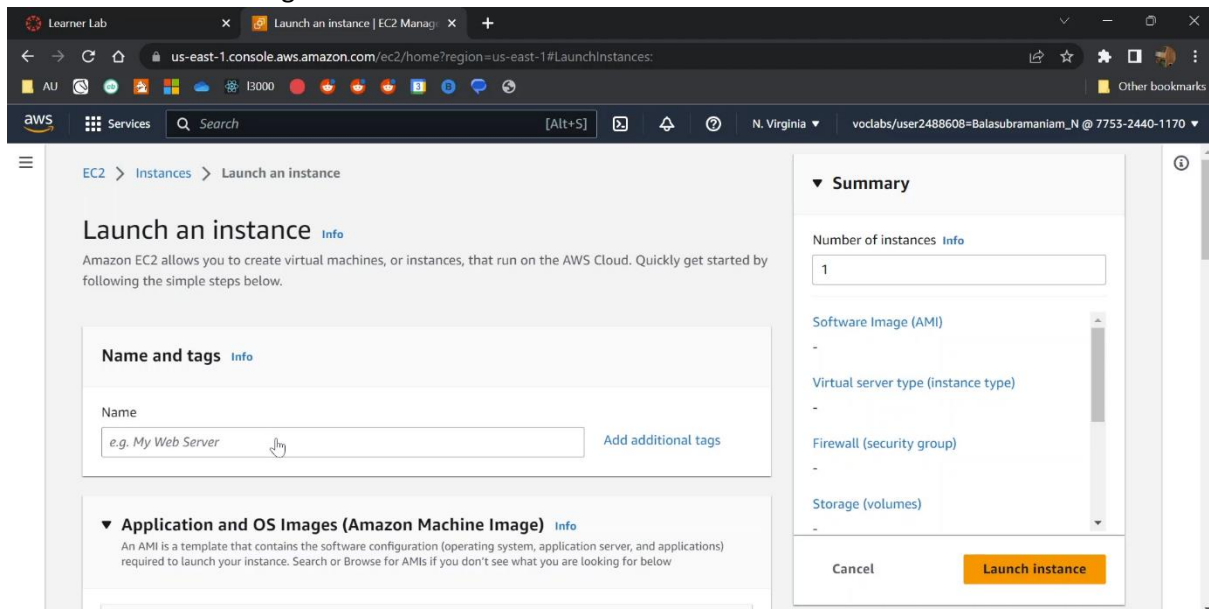 Learner Lab
Launch an instance | EC2 Manag
us-east-1.console.aws.amazon.com/ec2/home?region=us-east-1#LaunchInstances:
AU
l3000
Other bookmarks
aws
Services
Search
[Alt+S]
N. Virginia
voclabs/user2488608=Balasubramaniam_N @ 7753-2440-1170
EC2 > Instances > Launch an instance
Launch an instance Info
Amazon EC2 allows you to create virtual machines, or instances, that run on the AWS Cloud. Quickly get started by
following the simple steps below.
Name and tags Info
Name
e.g. My Web Server
Add additional tags
Application and OS Images (Amazon Machine Image) Info
An AMI is a template that contains the software configuration (operating system, application server, and applications)
required to launch your instance. Search or Browse for AMIs if you don't see what you are looking for below
Summary
Number of instances Info
1
Software Image (AMI)
-
Virtual server type (instance type)
-
Firewall (security group)
-
Storage (volumes)
-
Cancel
Launch instance